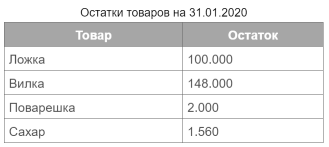 Остатки товаров на 31.01.2020
Товар Остаток
Ложка 100.000
Вилка 148.000
Поварешка 2.000
Сахар 1.560